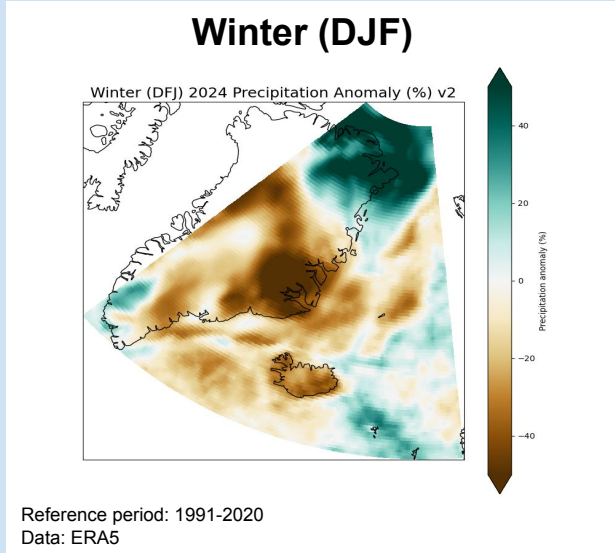 Winter (DJF)
Winter (DFJ) 2024 Precipitation Anomaly (%) v2
40
20
0
−20
−40
Precipitation anomaly (%)
Reference period: 1991-2020
Data: ERA5